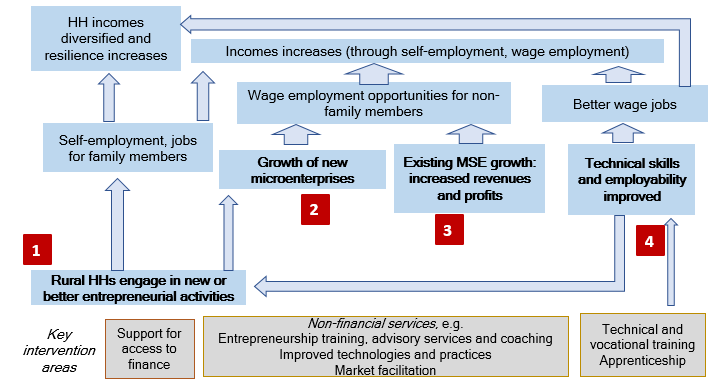 HH incomes
diversified and
resilience increases
Incomes increases (through self-employment, wage employment)
Wage employment opportunities for non-
family members
Better wage jobs
Self-employment, jobs
for family members
Growth of new
microenterprises
Existing MSE growth:
increased revenues
and profits
Technical skills
and employability
improved
1
2
3
4
Rural HHs engage in new or
better entrepreneurial activities
Key
intervention
areas
Support for
access to
finance
Non-financial services, e.g.
Entrepreneurship training, advisory services and coaching
Improved technologies and practices
Market facilitation
Technical and
vocational training
Apprenticeship